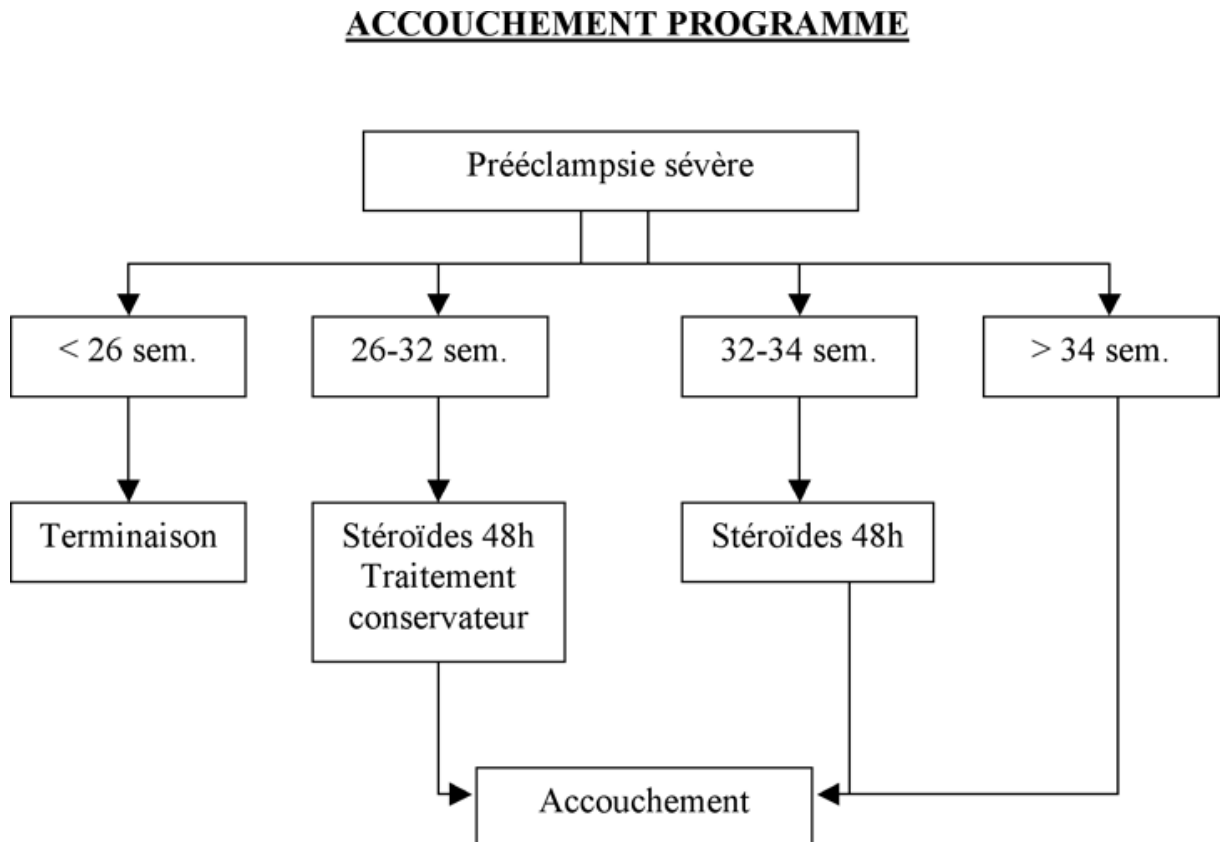 ACCOUCHEMENT PROGRAMME
Prééclampsie sévère
< 26 sem.
26-32 sem.
32-34 sem.
> 34 sem.
Terminaison
Stéroïdes 48h
Traitement
conservateur
Stéroïdes 48h
Accouchement